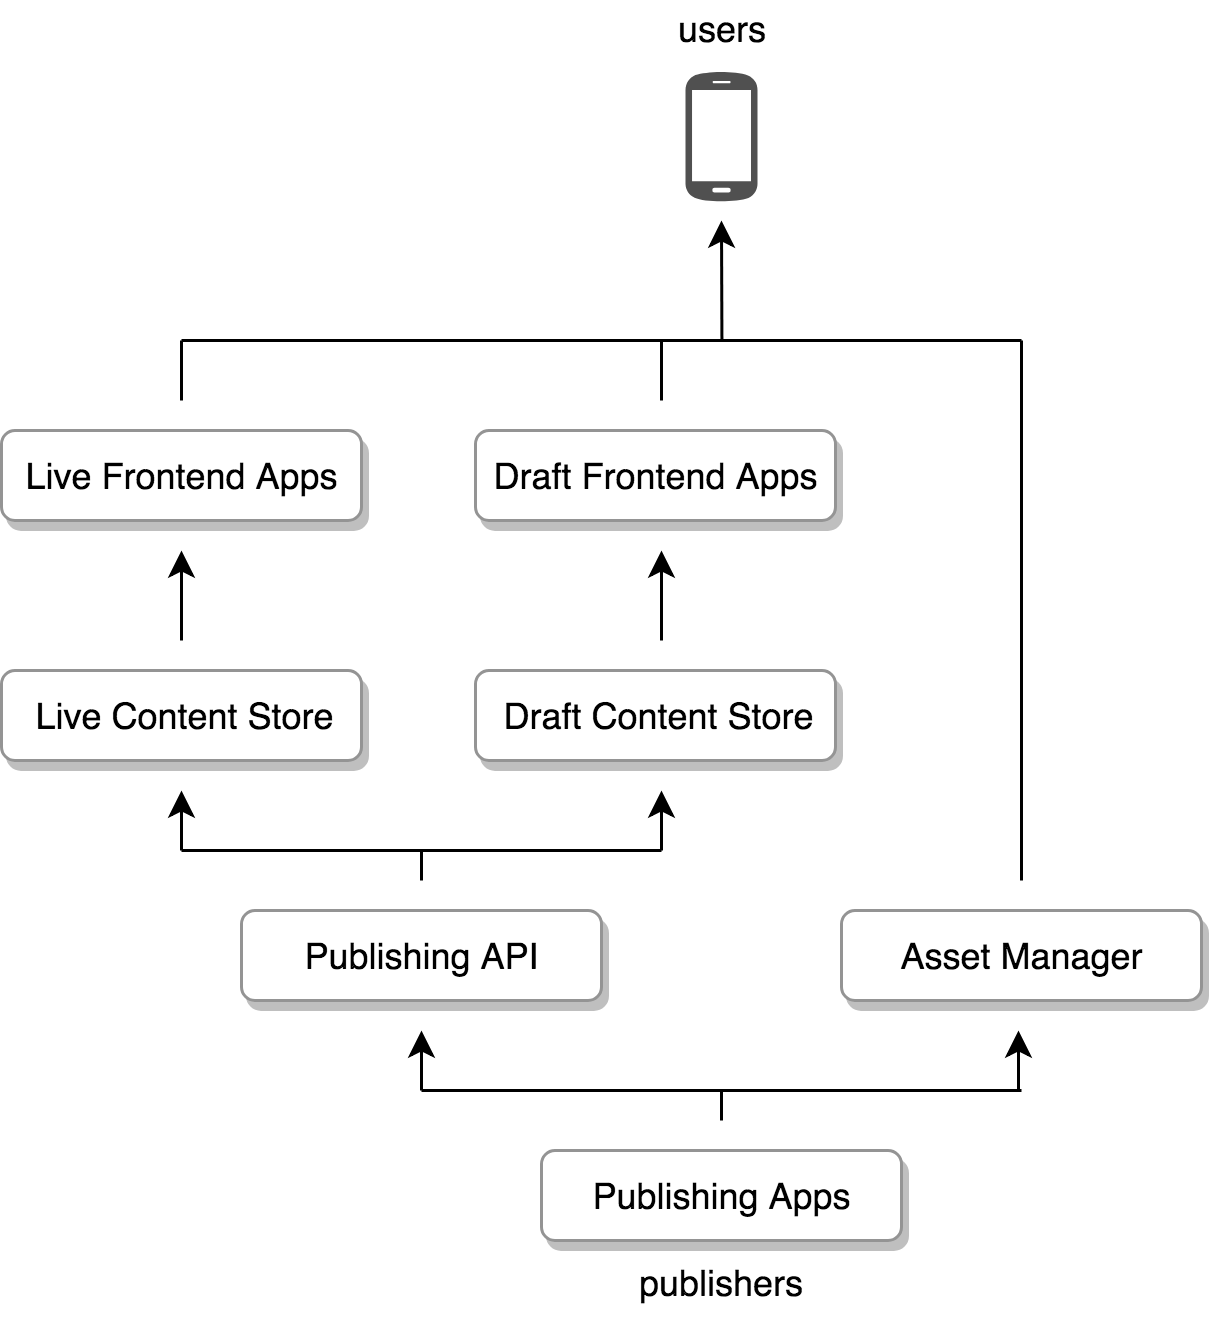 users
Live Frontend Apps
Draft Frontend Apps
Live Content Store
Draft Content Store
Publishing API
Asset Manager
Publishing Apps
publishers